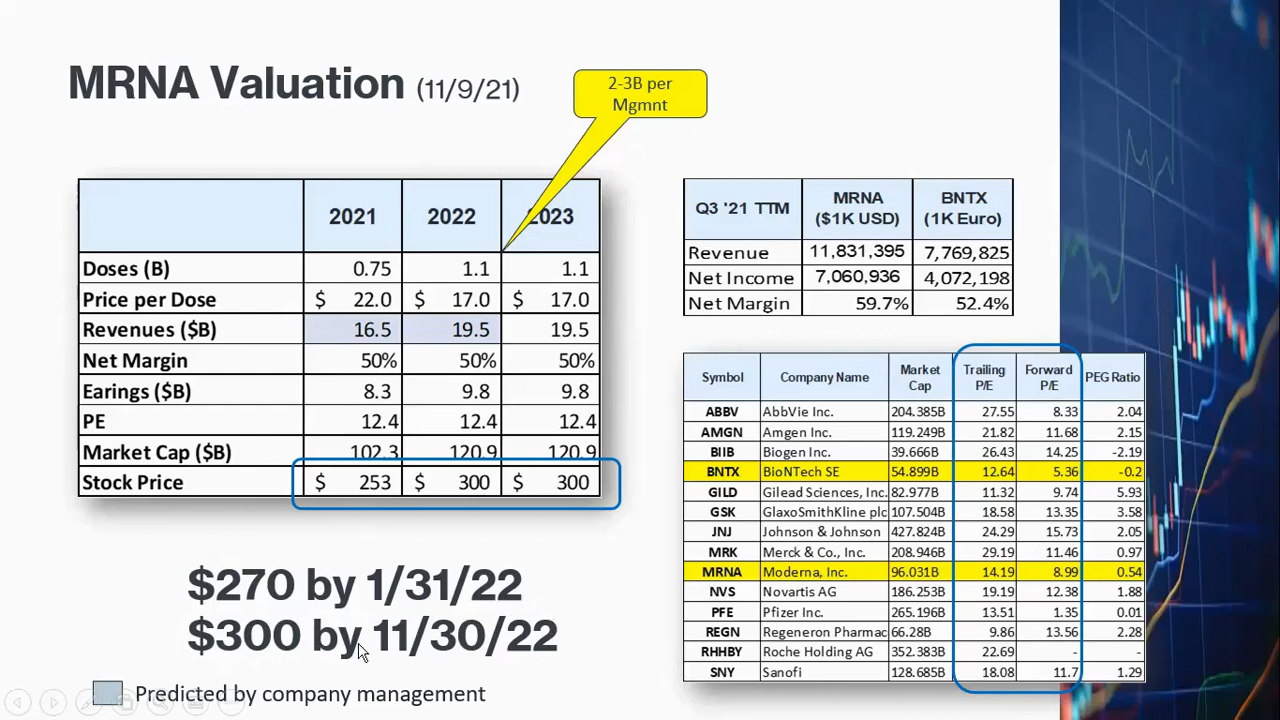 MRNA Valuation (11/9/21)
2-3B per
Mgmnt
2021 2022 2023
Doses (B) 0.75 1.1 1.1
Price per Dose $ 22.0 $ 17.0 $ 17.0
Revenues ($B) 16.5 19.5 19.5
Net Margin 50% 50% 50%
Earings ($B) 8.3 9.8 9.8
PE 12.4 12.4 12.4
Market Cap ($B) 102.3 120.9 120.9
Stock Price $ 253 $ 300 $ 300
$270 by 1/31/22
$300 by 11/30/22
Predicted by company management
Q3 '21 TTM MRNA ($1K USD) BNTX (1K Euro)
Revenue 11,831,395 7,769,825
Net Income 7,060,936 4,072,198
Net Margin 59.7% 52.4%
Symbol Company Name Market Cap Trailing P/E Forward P/E PEG Ratio
ABBV AbbVie Inc. 204.385B 27.55 8.33 2.04
AMGN Amgen Inc. 119.249B 21.82 11.68 2.15
BIIB Biogen Inc. 39.666B 26.43 14.25 -2.19
BNTX BioNTech SE 54.899B 12.64 5.36 -0.2
GILD Gilead Sciences, Inc. 82.977B 11.32 9.74 5.93
GSK GlaxoSmithKline plc 107.504B 18.58 13.35 3.58
JNJ Johnson & Johnson 427.824B 24.29 15.73 2.05
MRK Merck & Co., Inc. 208.946B 29.19 11.46 0.97
MRNA Moderna, Inc. 96.031B 14.19 8.99 0.54
NVS Novartis AG 186.253B 19.19 12.38 1.88
PFE Pfizer Inc. 265.196B 13.51 1.35 0.01
REGN Regeneron Pharmac 66.28B 9.86 13.56 2.28
RHHBY Roche Holding AG 352.383B 22.69 - -
SNY Sanofi 128.685B 18.08 11.7 1.29